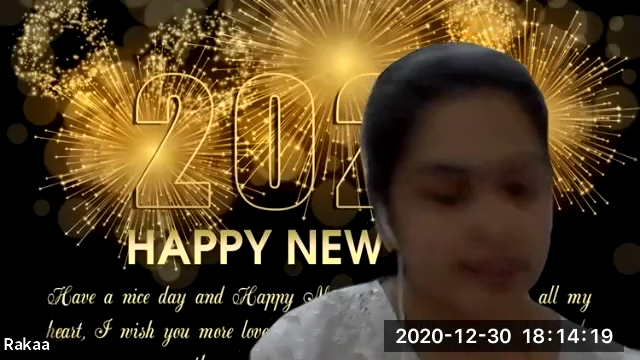 202
HAPPY NEW
Have a nice day and Happy all my
heart, I wish you more love
Rakaa
2020-12-30 18:14:19